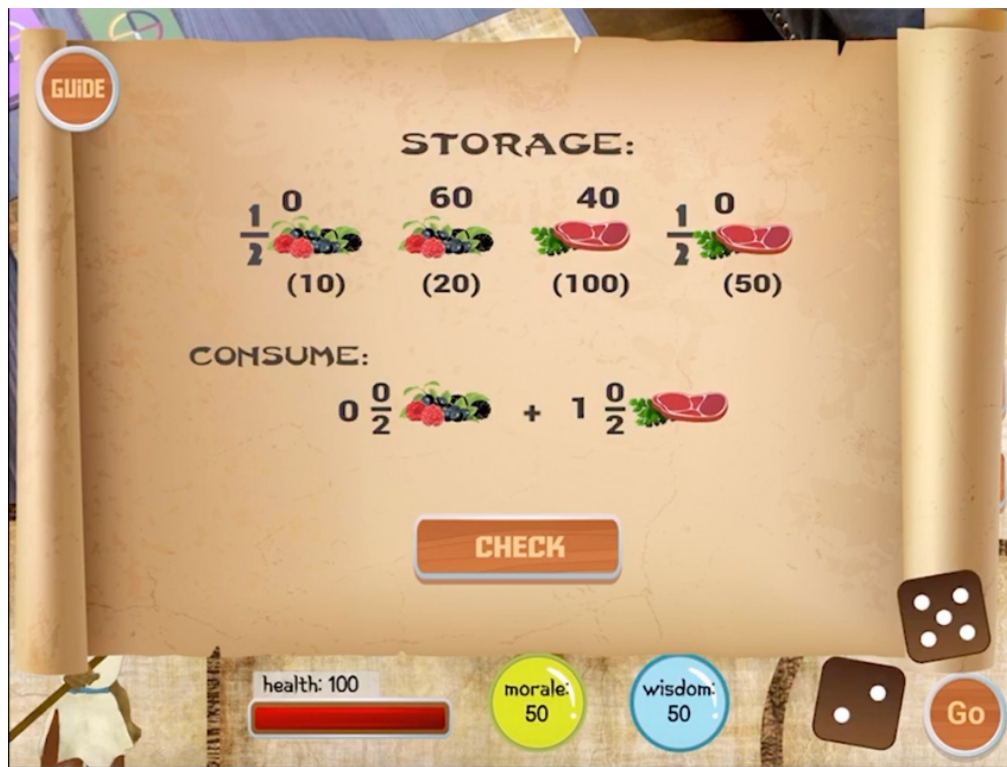 GUIDE
STORAGE:
0 60 40 0
1/2 1/2
(10) (20) (100) (50)
CONSUME:
0 0/2 + 1 0/2
CHECK
health: 100
morale: 50
wisdom: 50
Go